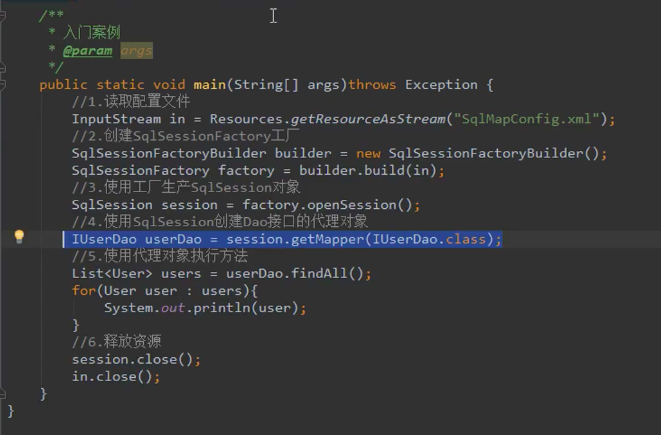 /**
 * 入门案例
 * @param args
 */
public static void main(String[] args)throws Exception {
    //1.读取配置文件
    InputStream in = Resources.getResourceAsStream("SqlMapConfig.xml");
    //2.创建SqlSessionFactory工厂
    SqlSessionFactoryBuilder builder = new SqlSessionFactoryBuilder();
    SqlSessionFactory factory = builder.build(in);
    //3.使用工厂生产SqlSession对象
    SqlSession session = factory.openSession();
    //4.使用SqlSession创建Dao接口的代理对象
    IUserDao userDao = session.getMapper(IUserDao.class);
    //5.使用代理对象执行方法
    List<User> users = userDao.findAll();
    for(User user : users){
        System.out.println(user);
    }
    //6.释放资源
    session.close();
    in.close();
}
}